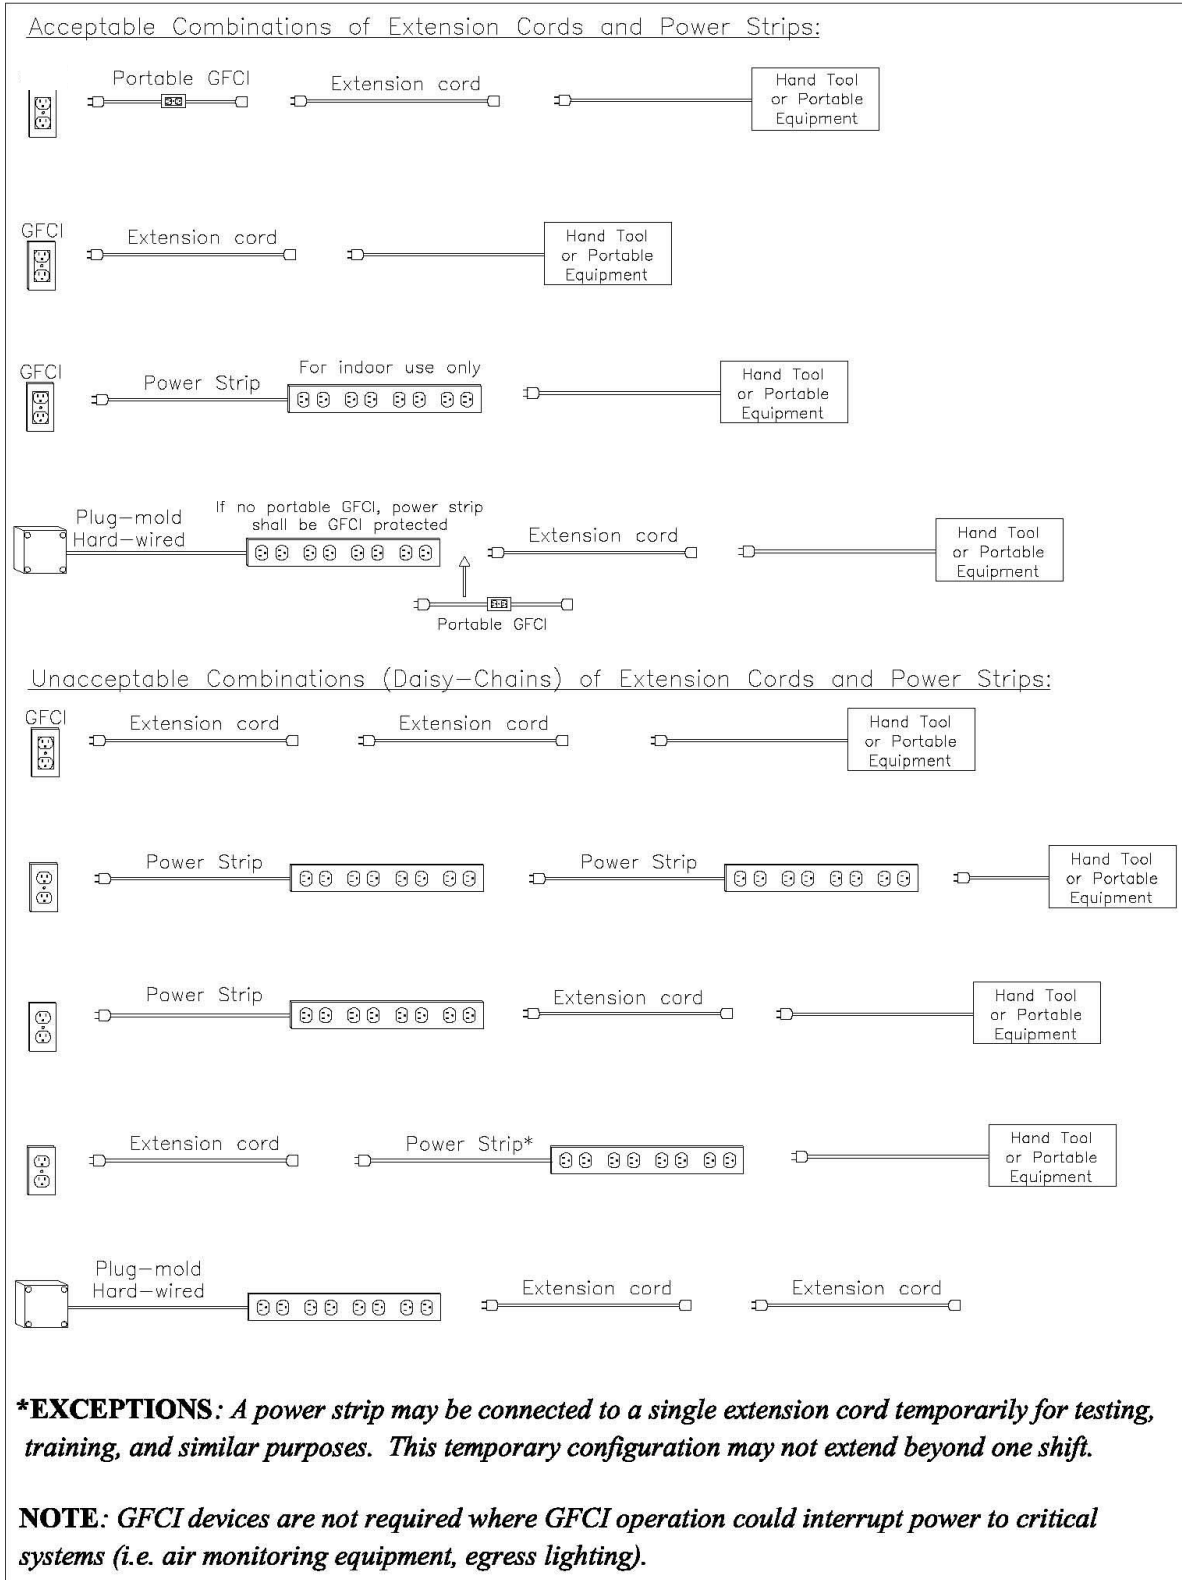 Acceptable Combinations of Extension Cords and Power Strips:
Portable GFCI
Extension cord
Hand Tool
or Portable
Equipment
GFCI
Extension cord
Hand Tool
or Portable
Equipment
GFCI
Power Strip
For indoor use only
Hand Tool
or Portable
Equipment
Plug-mold
Hard-wired
If no portable GFCI, power strip
shall be GFCI protected
Extension cord
Hand Tool
or Portable
Equipment
Portable GFCI
Unacceptable Combinations (Daisy-Chains) of Extension Cords and Power Strips:
GFCI
Extension cord
Extension cord
Hand Tool
or Portable
Equipment
Power Strip
Power Strip
Hand Tool
or Portable
Equipment
Power Strip
Extension cord
Hand Tool
or Portable
Equipment
Extension cord
Power Strip*
Hand Tool
or Portable
Equipment
Plug-mold
Hard-wired
Extension cord
Extension cord
*EXCEPTIONS: A power strip may be connected to a single extension cord temporarily for testing,
training, and similar purposes. This temporary configuration may not extend beyond one shift.
NOTE: GFCI devices are not required where GFCI operation could interrupt power to critical
systems (i.e. air monitoring equipment, egress lighting).